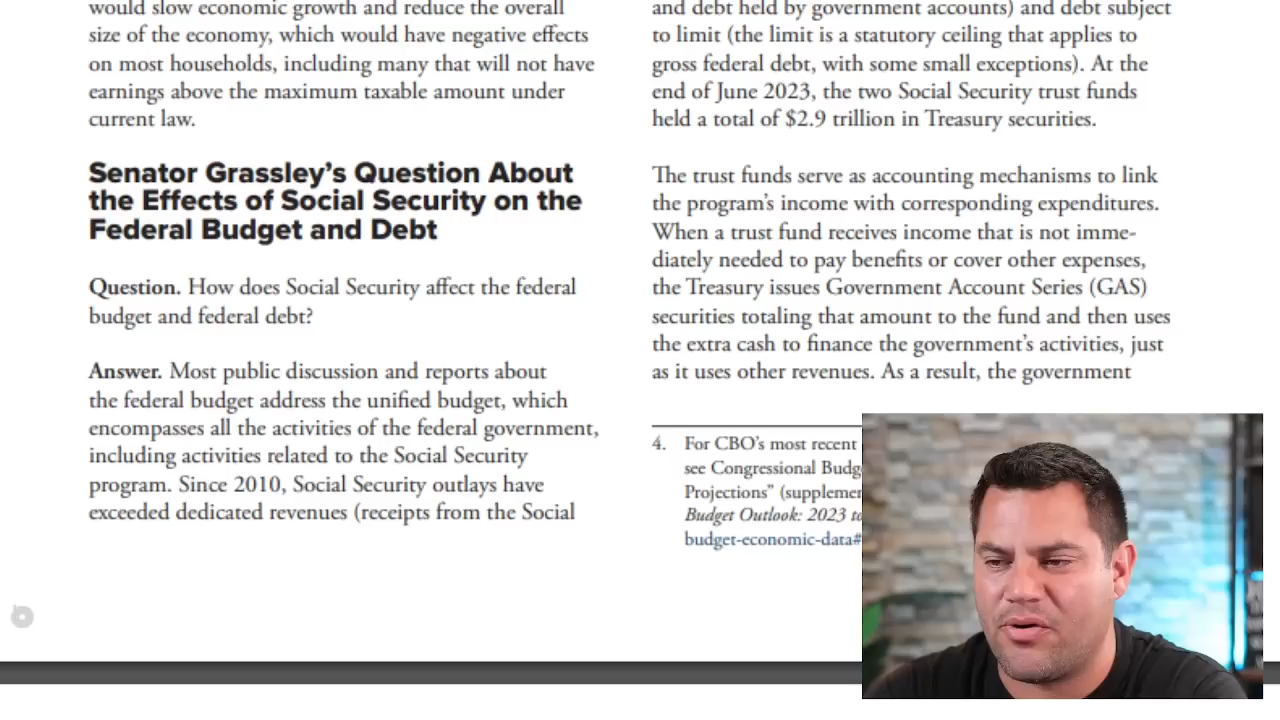 would slow economic growth and reduce the overall
size of the economy, which would have negative effects
on most households, including many that will not have
earnings above the maximum taxable amount under
current law.
Senator Grassley’s Question About
the Effects of Social Security on the
Federal Budget and Debt
Question. How does Social Security affect the federal
budget and federal debt?
Answer. Most public discussion and reports about
the federal budget address the unified budget, which
encompasses all the activities of the federal government,
including activities related to the Social Security
program. Since 2010, Social Security outlays have
exceeded dedicated revenues (receipts from the Social
and debt held by government accounts) and debt subject
to limit (the limit is a statutory ceiling that applies to
gross federal debt, with some small exceptions). At the
end of June 2023, the two Social Security trust funds
held a total of $2.9 trillion in Treasury securities.
The trust funds serve as accounting mechanisms to link
the program’s income with corresponding expenditures.
When a trust fund receives income that is not imme-
diately needed to pay benefits or cover other expenses,
the Treasury issues Government Account Series (GAS)
securities totaling that amount to the fund and then uses
the extra cash to finance the government’s activities, just
as it uses other revenues. As a result, the government
4. For CBO’s most recent
see Congressional Budg
Projections” (supplemen
Budget Outlook: 2023 to
budget-economic-data#